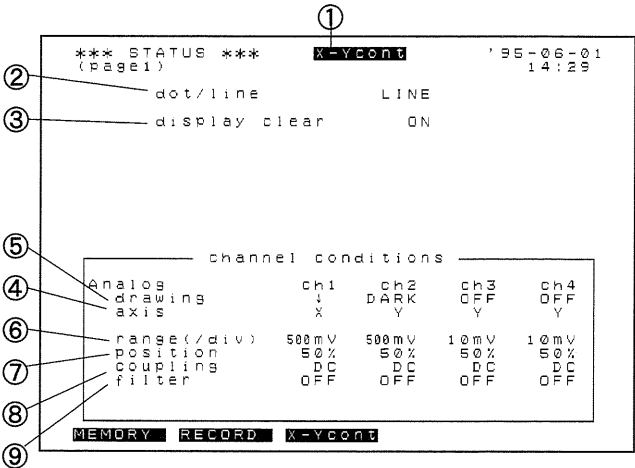 ①
*** STATUS *** X-Ycont '95-06-01
(page1) 14:29
② dot/line LINE
③ display clear ON
channel conditions
Analog Ch1 Ch2 Ch3 Ch4
⑤ drawing ↓ DARK OFF OFF
④ axis X Y Y Y
⑥ range(/div) 500mV 500mV 10mV 10mV
⑦ position 50% 50% 50% 50%
⑧ coupling DC DC DC DC
⑨ filter OFF OFF OFF OFF
MEMORY RECORD X-Ycont